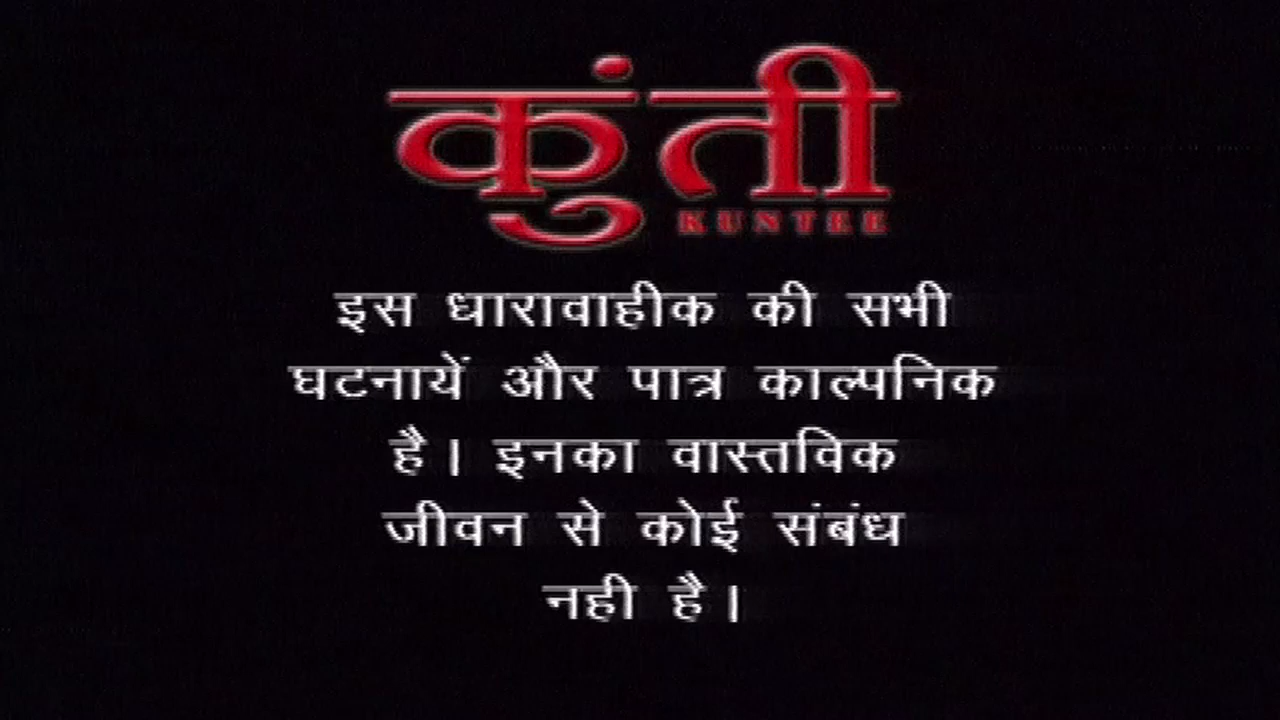 कुंती
KUNTEE
इस धारावाहीक की सभी
घटनायें और पात्र काल्पनिक
है। इनका वास्तविक
जीवन से कोई संबंध
नही है।